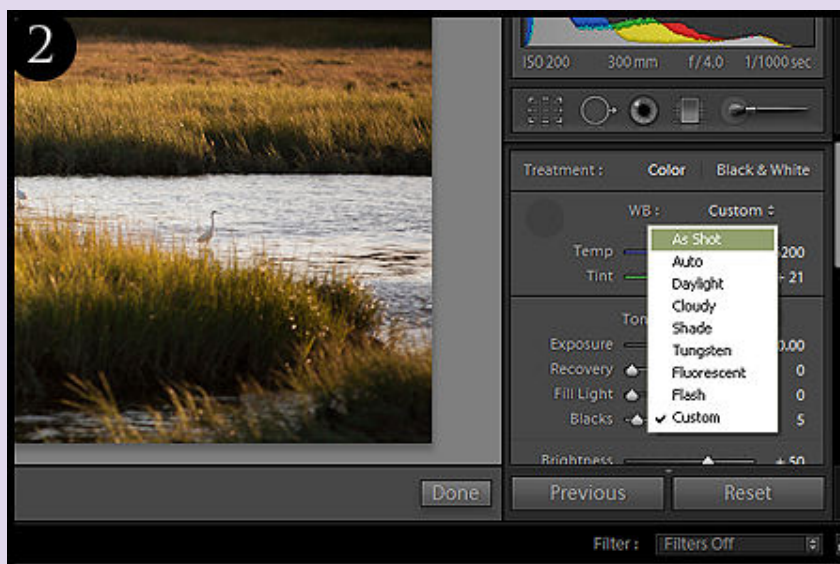 2
ISO 200 300 mm f / 4.0 1/1000 sec
Treatment : Color Black & White
WB : Custom
As Shot
Auto
Daylight
Cloudy
Shade
Tungsten
Fluorescent
Flash
Custom
Temp 200
Tint + 21
Ton
Exposure 0.00
Recovery 0
Fill Light 0
Blacks 5
Brightness + 50
Done
Previous Reset
Filter : Filters Off